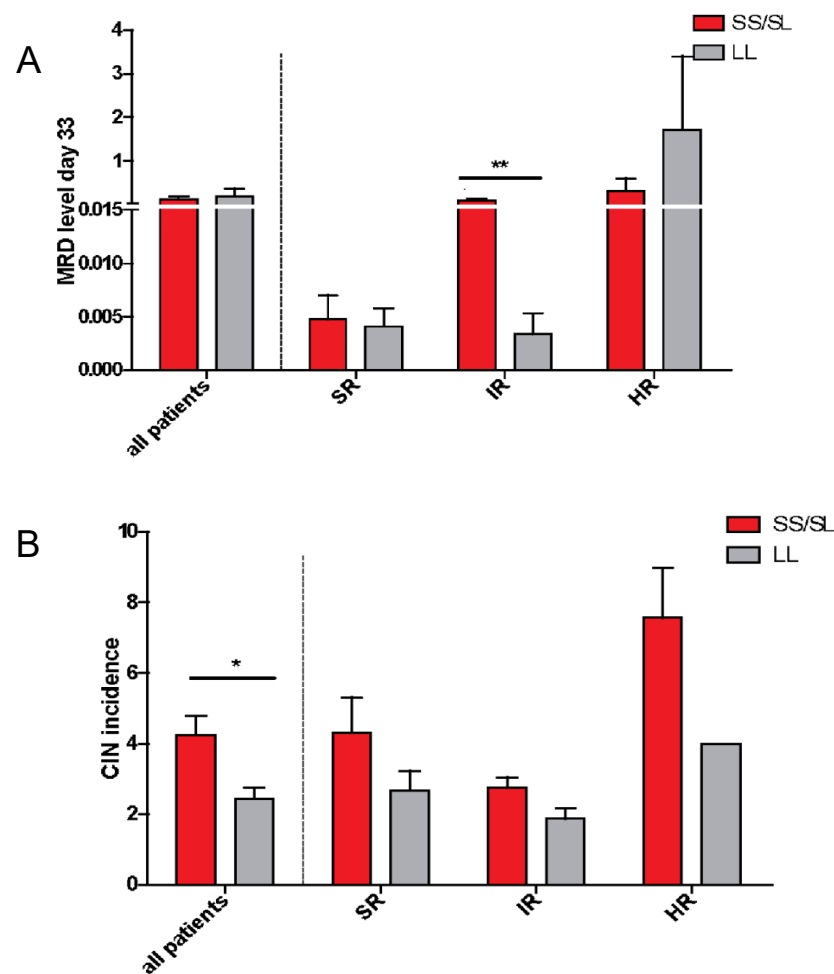 A
SS/SL
LL
MRD level day 33
4
3
2
1
0.015
0.010
0.005
0.000
**
all patients
SR
IR
HR
B
SS/SL
LL
CIN incidence
10
8
6
4
2
0
*
all patients
SR
IR
HR